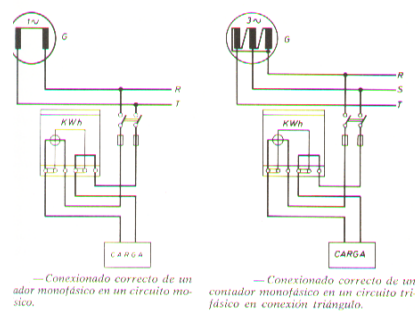 1∿
G
R
T
KWh
CARGA
—Conexionado correcto de un
ador monofásico en un circuito mo-
sico.
3∿
G
R
S
T
KWh
CARGA
—Conexionado correcto de un
contador monofásico en un circuito tri-
fásico en conexión triángulo.